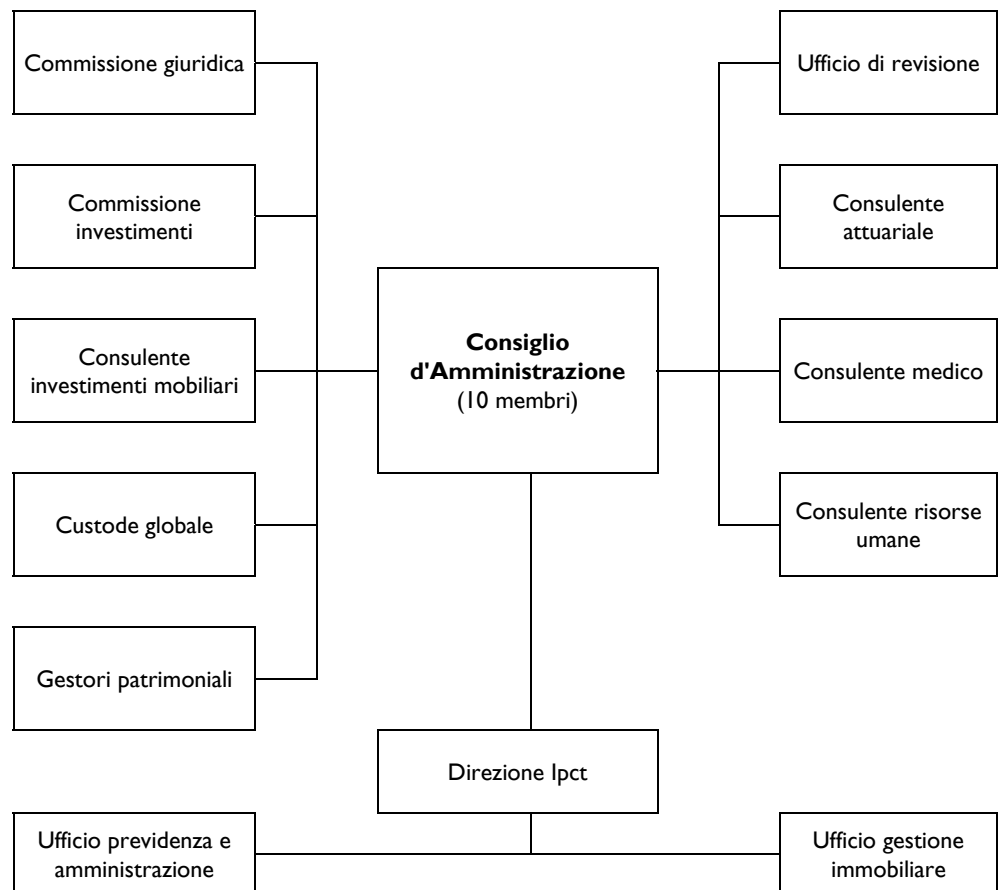 Commissione giuridica
Ufficio di revisione
Commissione
investimenti
Consulente
attuariale
Consiglio
d'Amministrazione
(10 membri)
Consulente
investimenti mobiliari
Consulente medico
Custode globale
Consulente risorse
umane
Gestori patrimoniali
Direzione Ipct
Ufficio previdenza e
amministrazione
Ufficio gestione
immobiliare